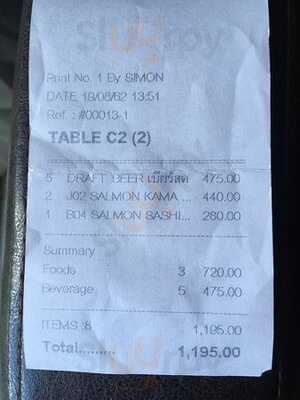 Print No. 1 By SIMON
DATE 19/06/62 13:51
Ref. : #00013-1
TABLE C2 (2)
5 DRAFT BEER เบียร์สด 475.00
2 J02 SALMON KAMA ... 440.00
1 B04 SALMON SASHI... 280.00
Summary
Foods 3 720.00
Beverage 5 475.00
ITEMS :8 1,195.00
Total.......... 1,195.00